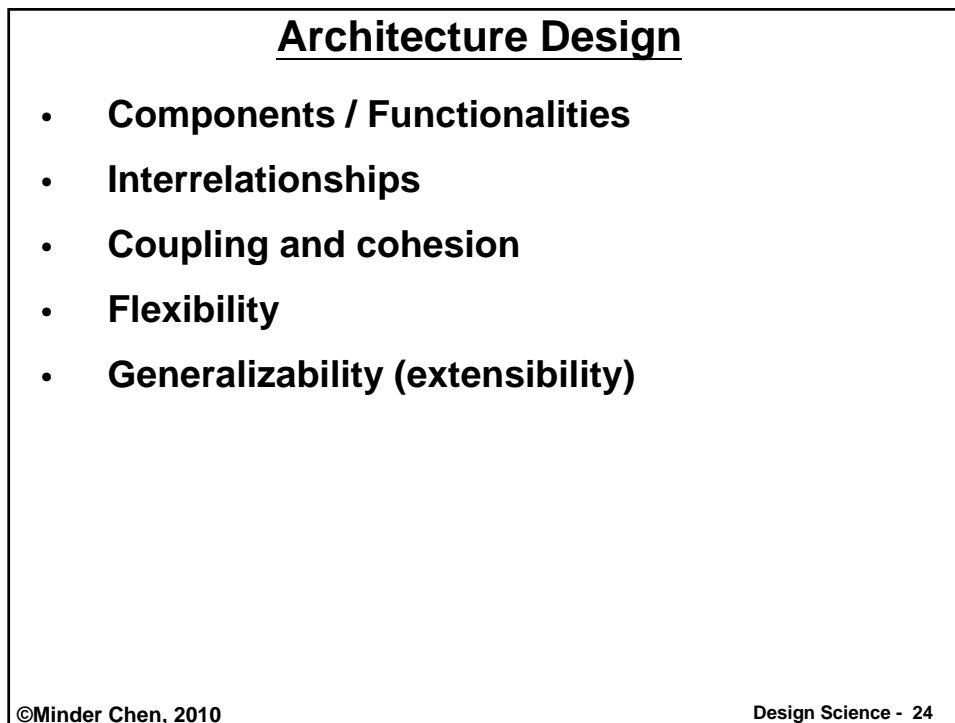 Architecture Design
• Components / Functionalities
• Interrelationships
• Coupling and cohesion
• Flexibility
• Generalizability (extensibility)
©Minder Chen, 2010
Design Science - 24